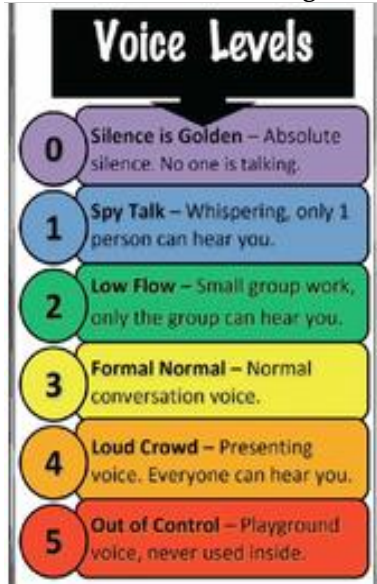 Voice Levels
0
Silence is Golden – Absolute
silence. No one is talking.
1
Spy Talk – Whispering, only 1
person can hear you.
2
Low Flow – Small group work,
only the group can hear you.
3
Formal Normal – Normal
conversation voice.
4
Loud Crowd – Presenting
voice. Everyone can hear you.
5
Out of Control – Playground
voice, never used inside.